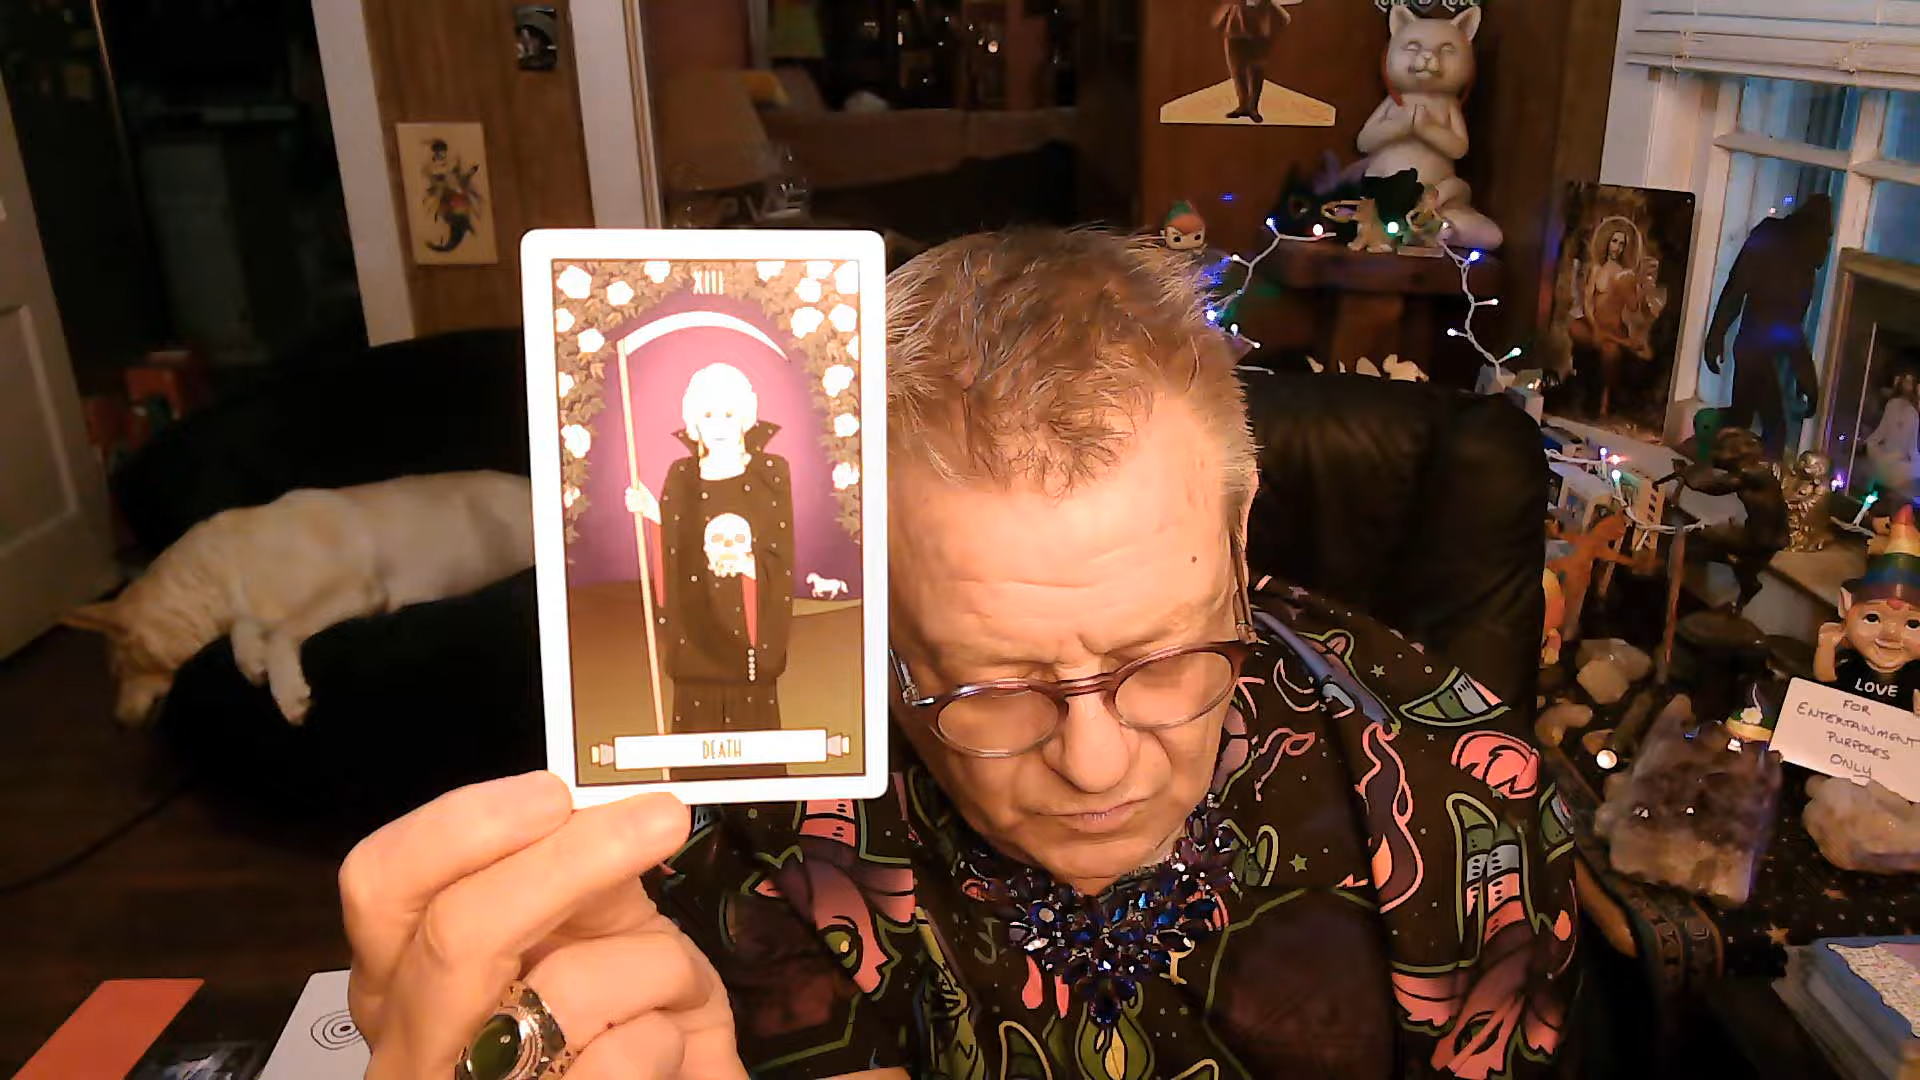 XIII
DEATH
LOVE
FOR
ENTERTAINMENT
PURPOSES
ONLY